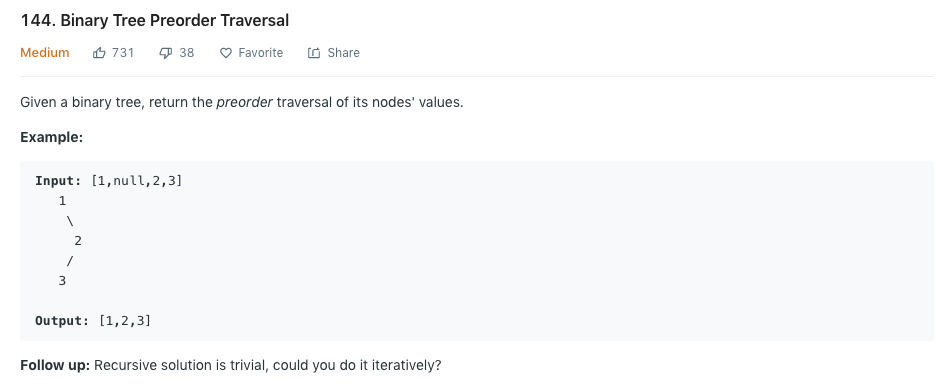 144. Binary Tree Preorder Traversal
Medium 731 38 Favorite Share
Given a binary tree, return the preorder traversal of its nodes' values.
Example:
Input: [1,null,2,3]
1
\
2
/
3
Output: [1,2,3]
Follow up: Recursive solution is trivial, could you do it iteratively?